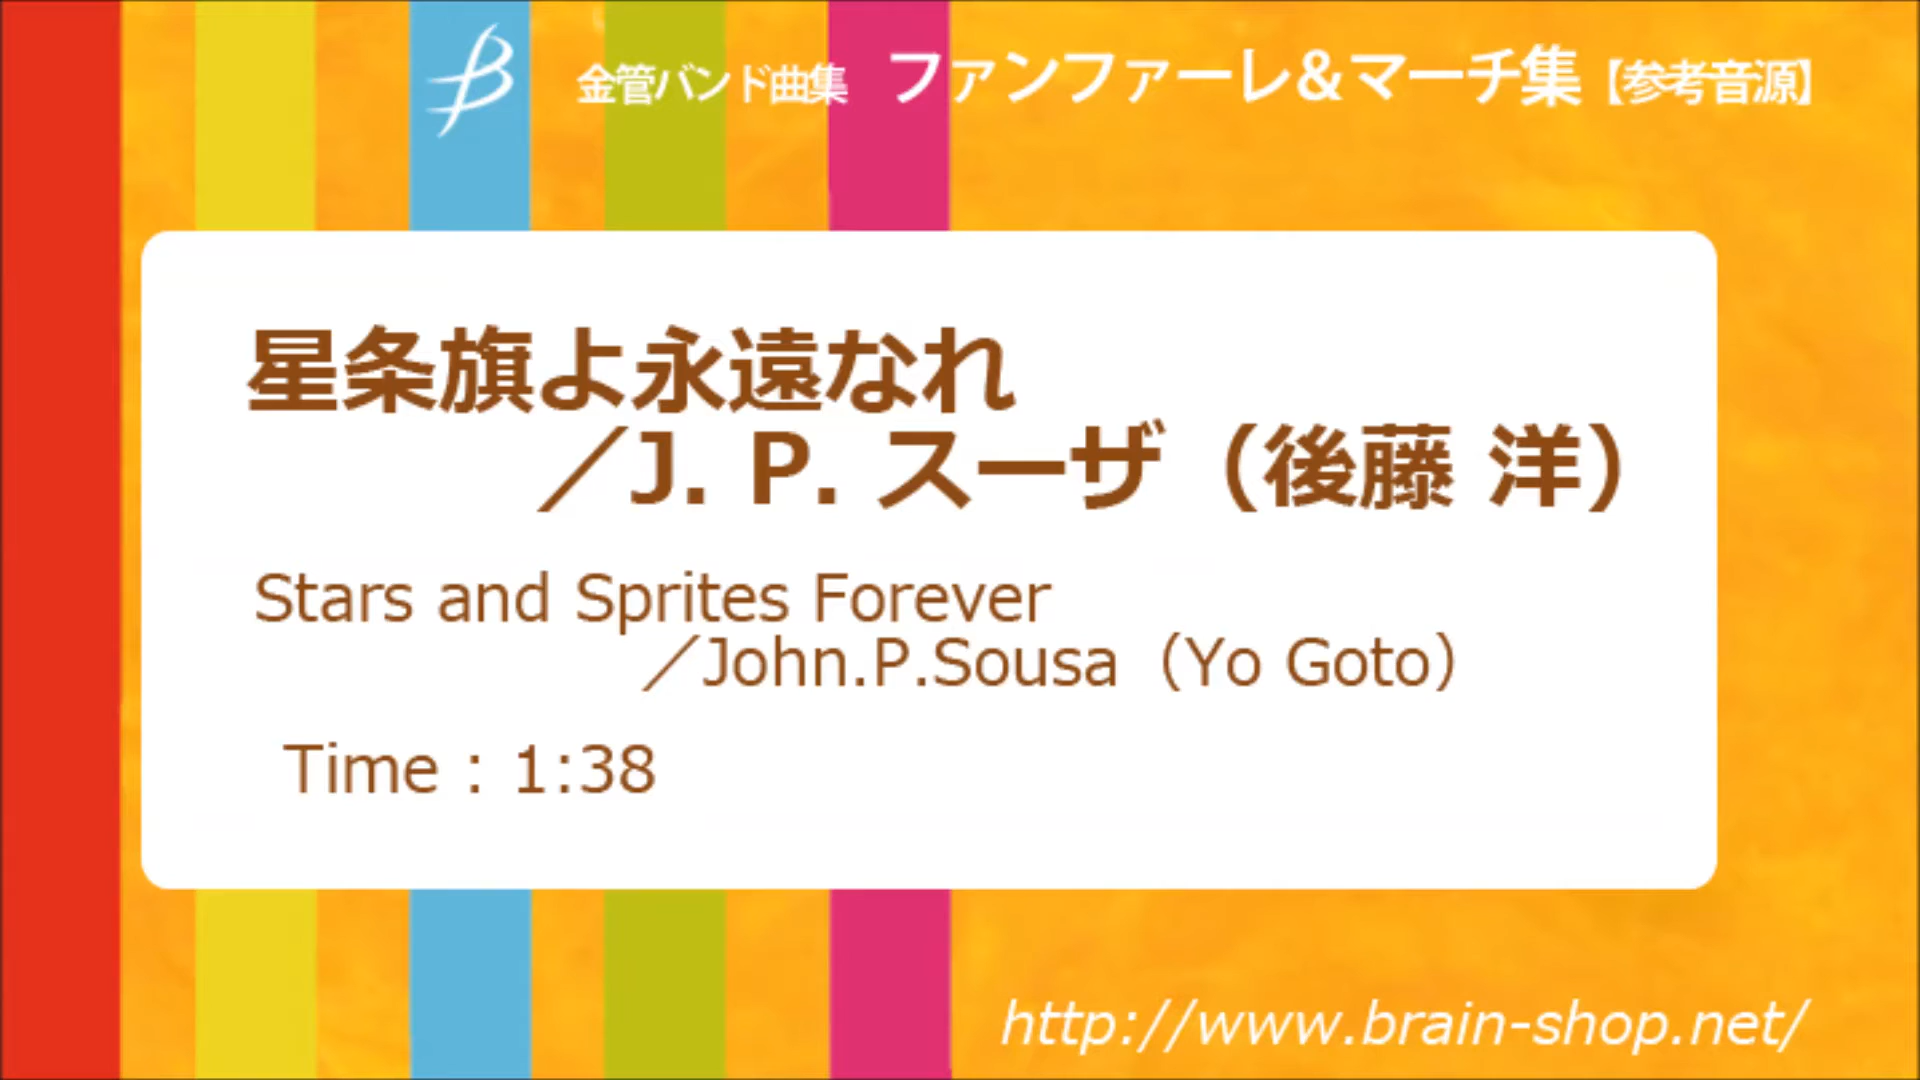 金管バンド曲集 ファンファーレ&マーチ集【参考音源】
星条旗よ永遠なれ
／J. P. スーザ（後藤 洋）
Stars and Sprites Forever
／John.P.Sousa（Yo Goto）
Time : 1:38
http://www.brain-shop.net/